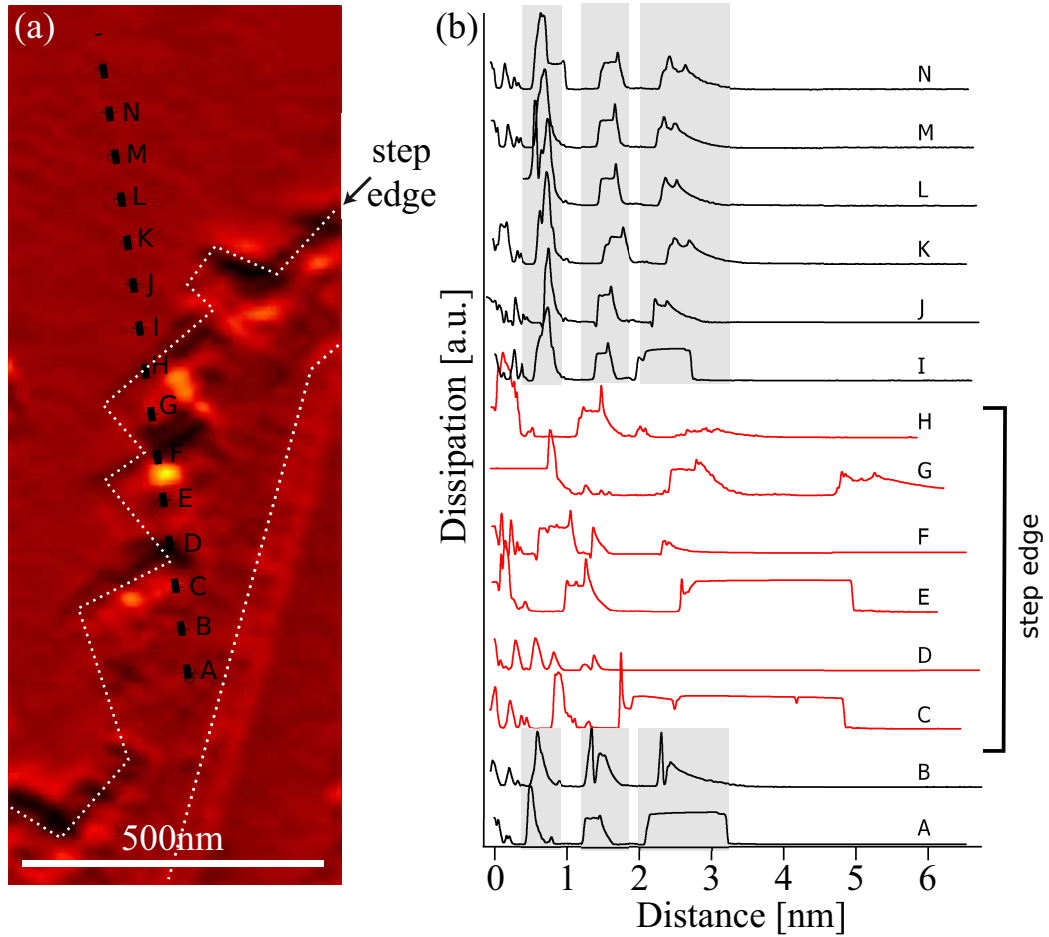 (a)
N
M
L
K
J
I
H
G
F
E
D
C
B
A
500nm
step
edge
(b)
Dissipation [a.u.]
N
M
L
K
J
I
H
G
F
E
D
C
B
A
step edge
0 1 2 3 4 5 6
Distance [nm]